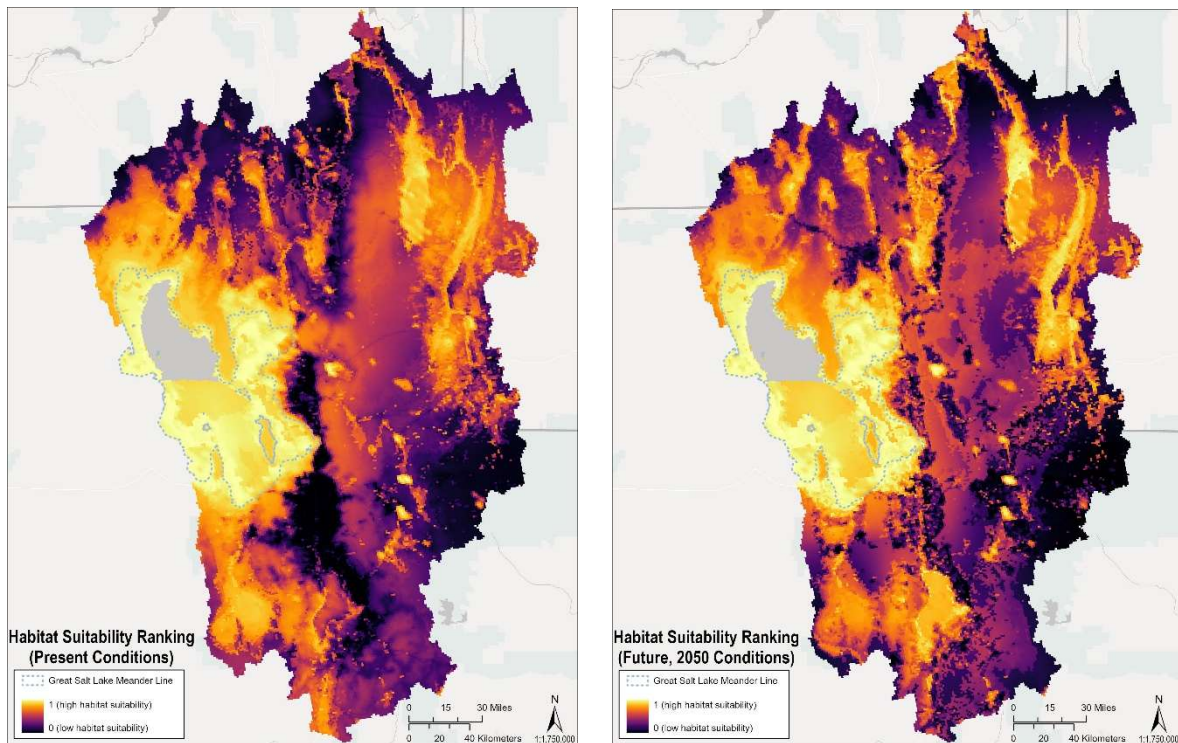 Habitat Suitability Ranking
(Present Conditions)
Great Salt Lake Meander Line
1 (high habitat suitability)
0 (low habitat suitability)
0 30 Miles
0 20 40 Kilometers
N
1:1,750,000
Habitat Suitability Ranking
(Future, 2050 Conditions)
Great Salt Lake Meander Line
1 (high habitat suitability)
0 (low habitat suitability)
0 30 Miles
0 20 40 Kilometers
N
1:1,750,000